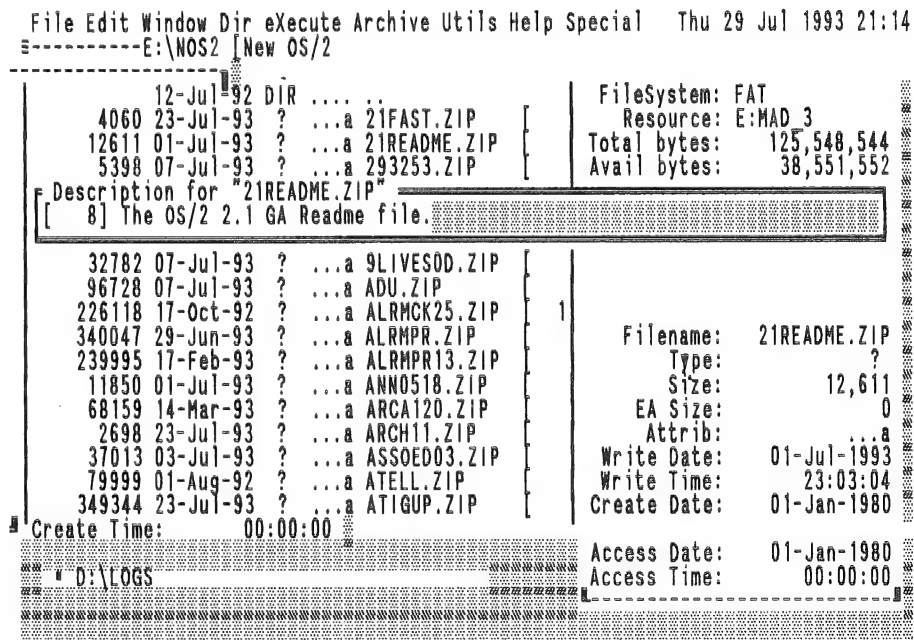 File Edit Window Dir eXecute Archive Utils Help Special Thu 29 Jul 1993 21:14
E:\NOS2 [New OS/2
12-Jul-92 DIR .... ..
4060 23-Jul-93 ? ...a 21FAST.ZIP [
12611 01-Jul-93 ? ...a 21README.ZIP [
5398 07-Jul-93 ? ...a 293253.ZIP [
FileSystem: FAT
Resource: E:MAD_3
Total bytes: 125,548,544
Avail bytes: 38,551,552
Description for "21README.ZIP"
[ 8] The OS/2 2.1 GA Readme file.
32782 07-Jul-93 ? ...a 9LIVESOD.ZIP [
96728 07-Jul-93 ? ...a ADU.ZIP [
226118 17-Oct-92 ? ...a ALRMCK25.ZIP [ 1
340047 29-Jun-93 ? ...a ALRMPR.ZIP [
239995 17-Feb-93 ? ...a ALRMPR13.ZIP [
11850 01-Jul-93 ? ...a ANN0518.ZIP [
68159 14-Mar-93 ? ...a ARCA120.ZIP [
2698 23-Jul-93 ? ...a ARCH11.ZIP [
37013 03-Jul-93 ? ...a ASSOED03.ZIP [
79999 01-Aug-92 ? ...a ATELL.ZIP [
349344 23-Jul-93 ? ...a ATIGUP.ZIP [
Filename: 21README.ZIP
Type: ?
Size: 12,611
EA Size: 0
Attrib: ...a
Write Date: 01-Jul-1993
Write Time: 23:03:04
Create Date: 01-Jan-1980
Create Time: 00:00:00
Access Date: 01-Jan-1980
Access Time: 00:00:00
D:\LOGS